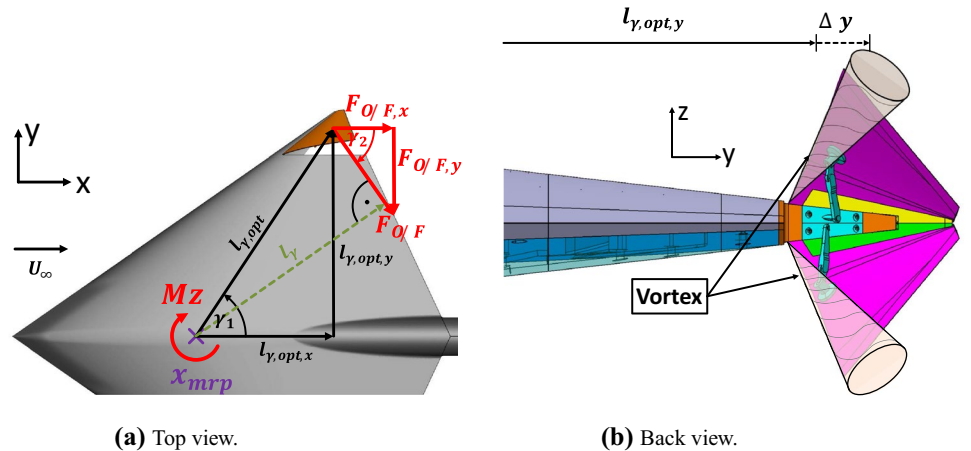 y
x
U∞
F_{O/F,x}
γ₂
F_{O/F,y}
F_{O/F}
l_{γ,opt}
l_γ
l_{γ,opt,y}
Mz
γ₁
l_{γ,opt,x}
x_{mrp}
(a) Top view.
l_{γ,opt,y}
Δ y
z
y
Vortex
(b) Back view.